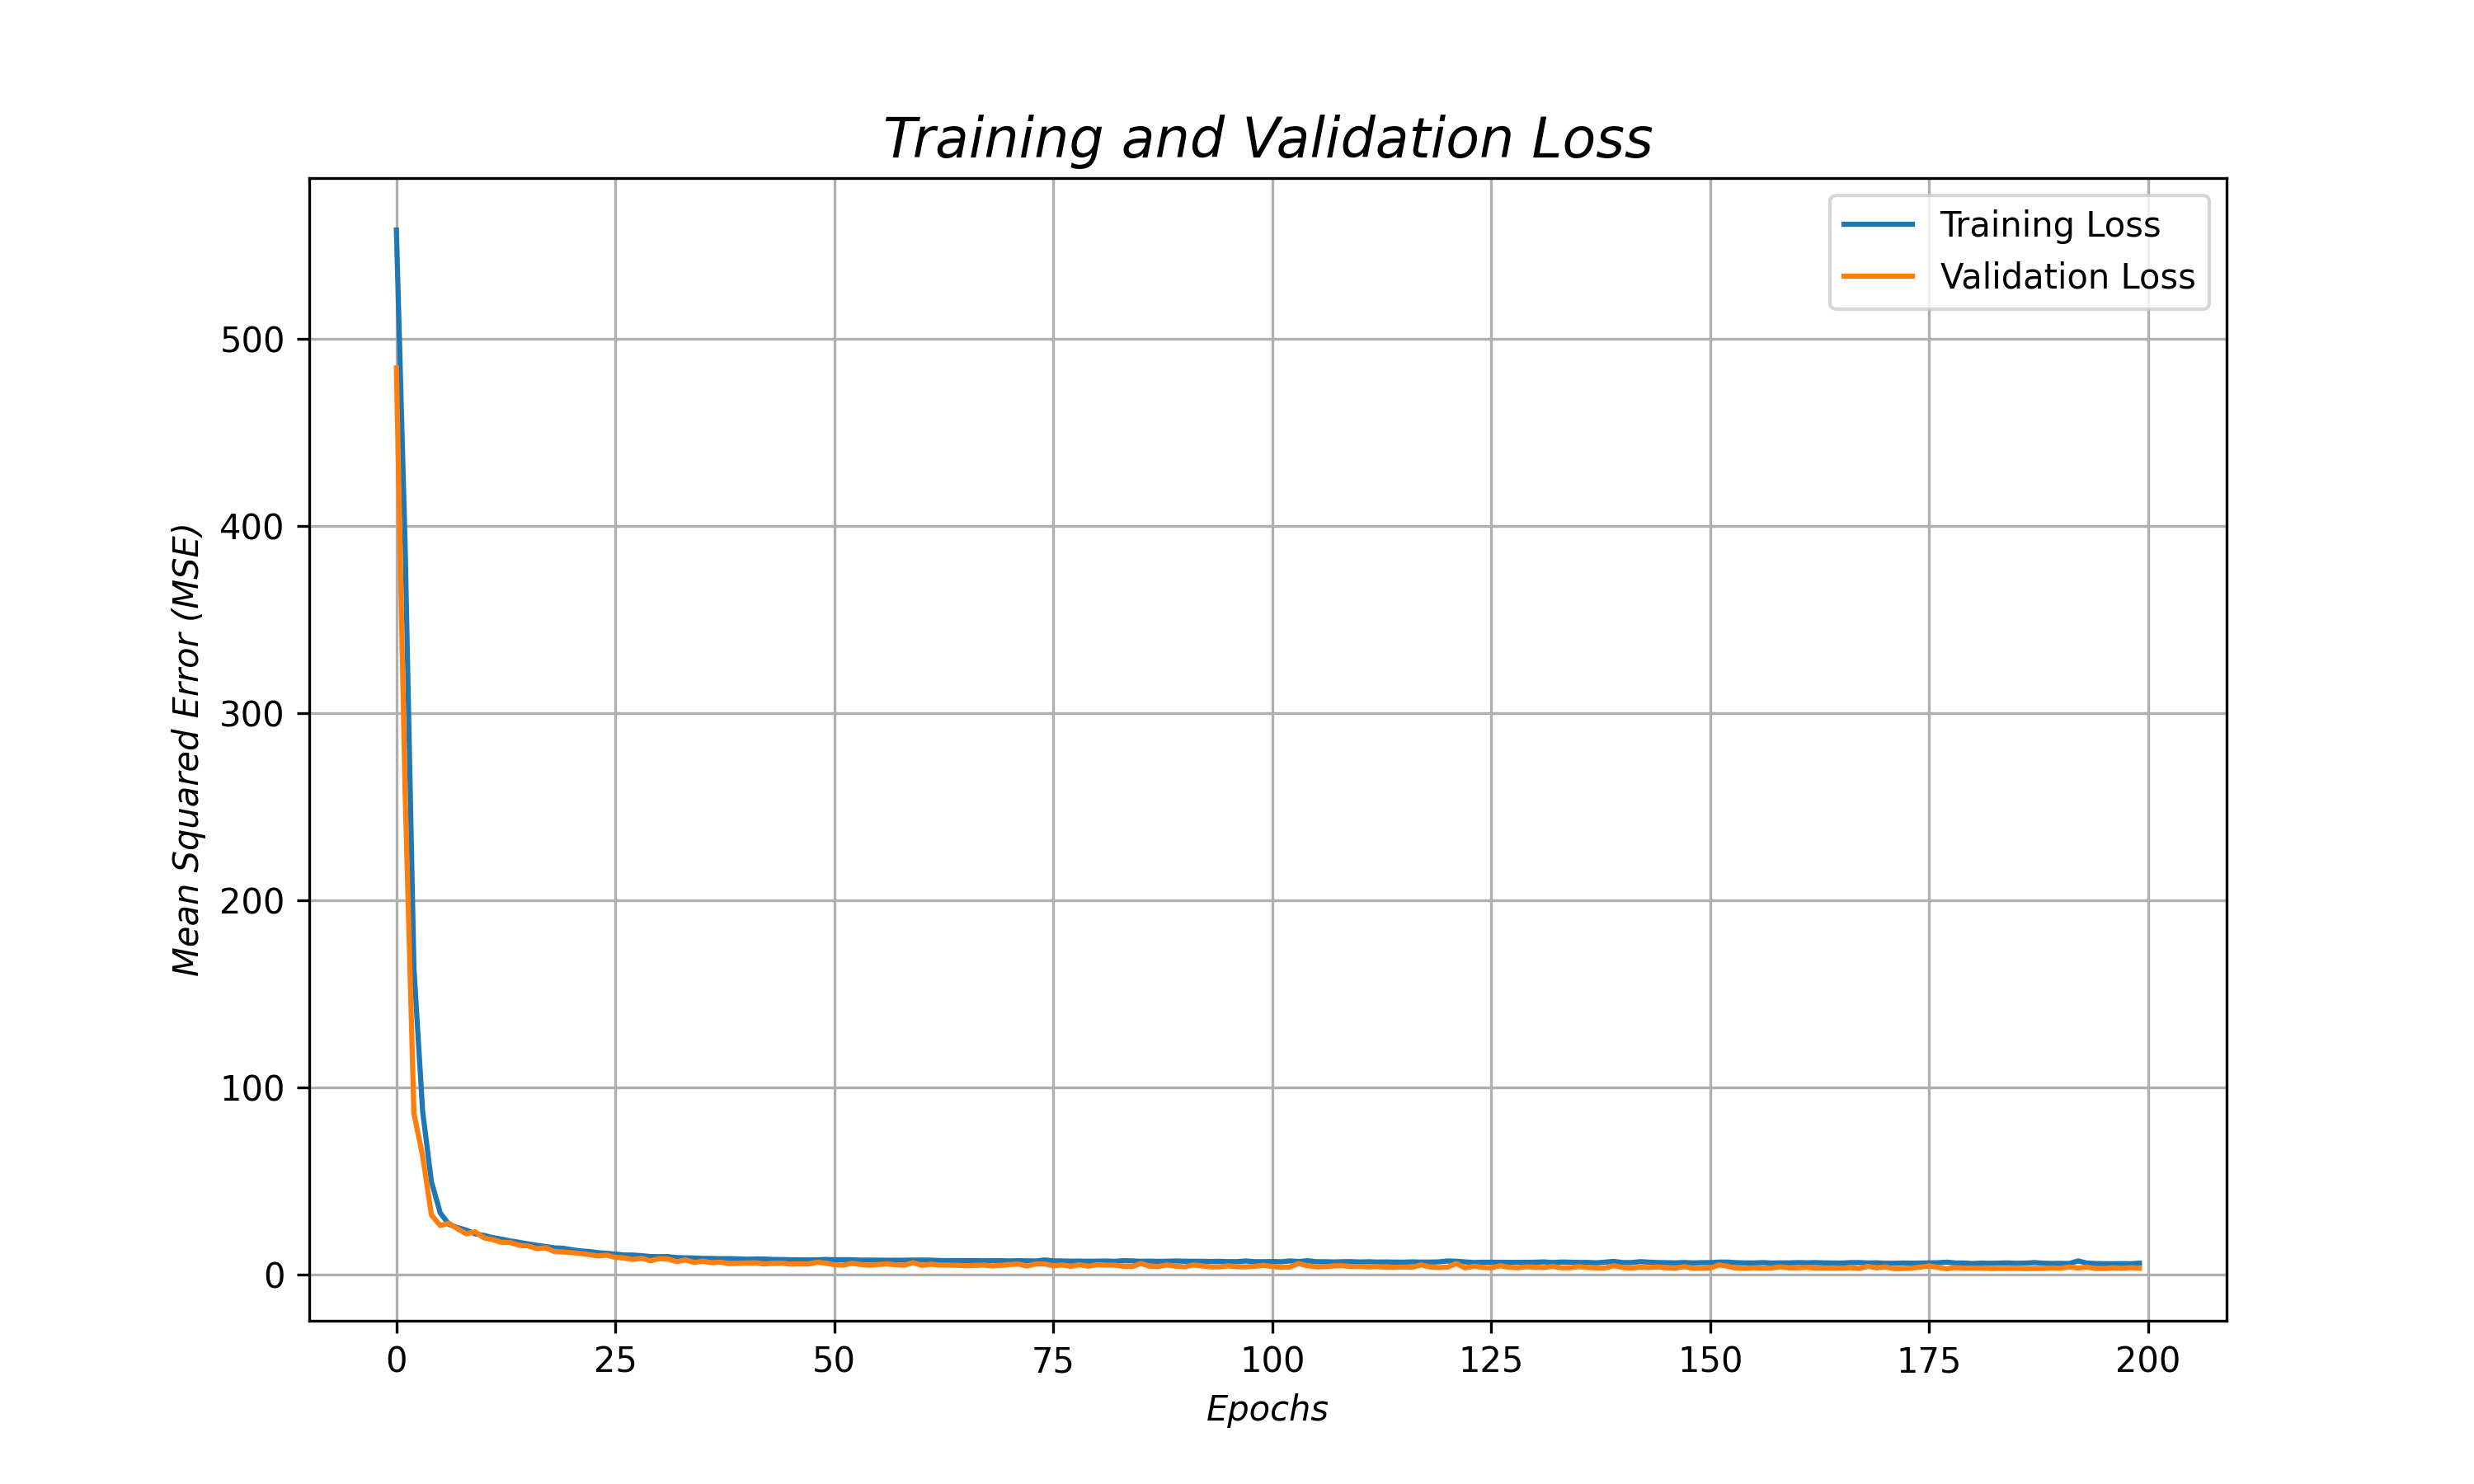 Training and Validation Loss
Training Loss
Validation Loss
Mean Squared Error (MSE)
500
400
300
200
100
0
0 25 50 75 100 125 150 175 200
Epochs